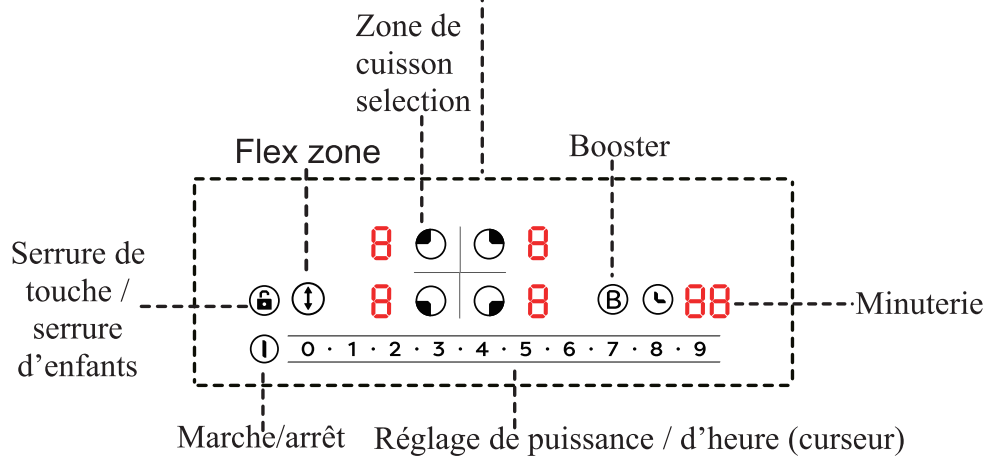 Zone de
cuisson
selection
Flex zone
Booster
Serrure de
touche /
serrure
d’enfants
8 8
8 8 B 88
Minuterie
0 · 1 · 2 · 3 · 4 · 5 · 6 · 7 · 8 · 9
Marche/arrêt
Réglage de puissance / d’heure (curseur)